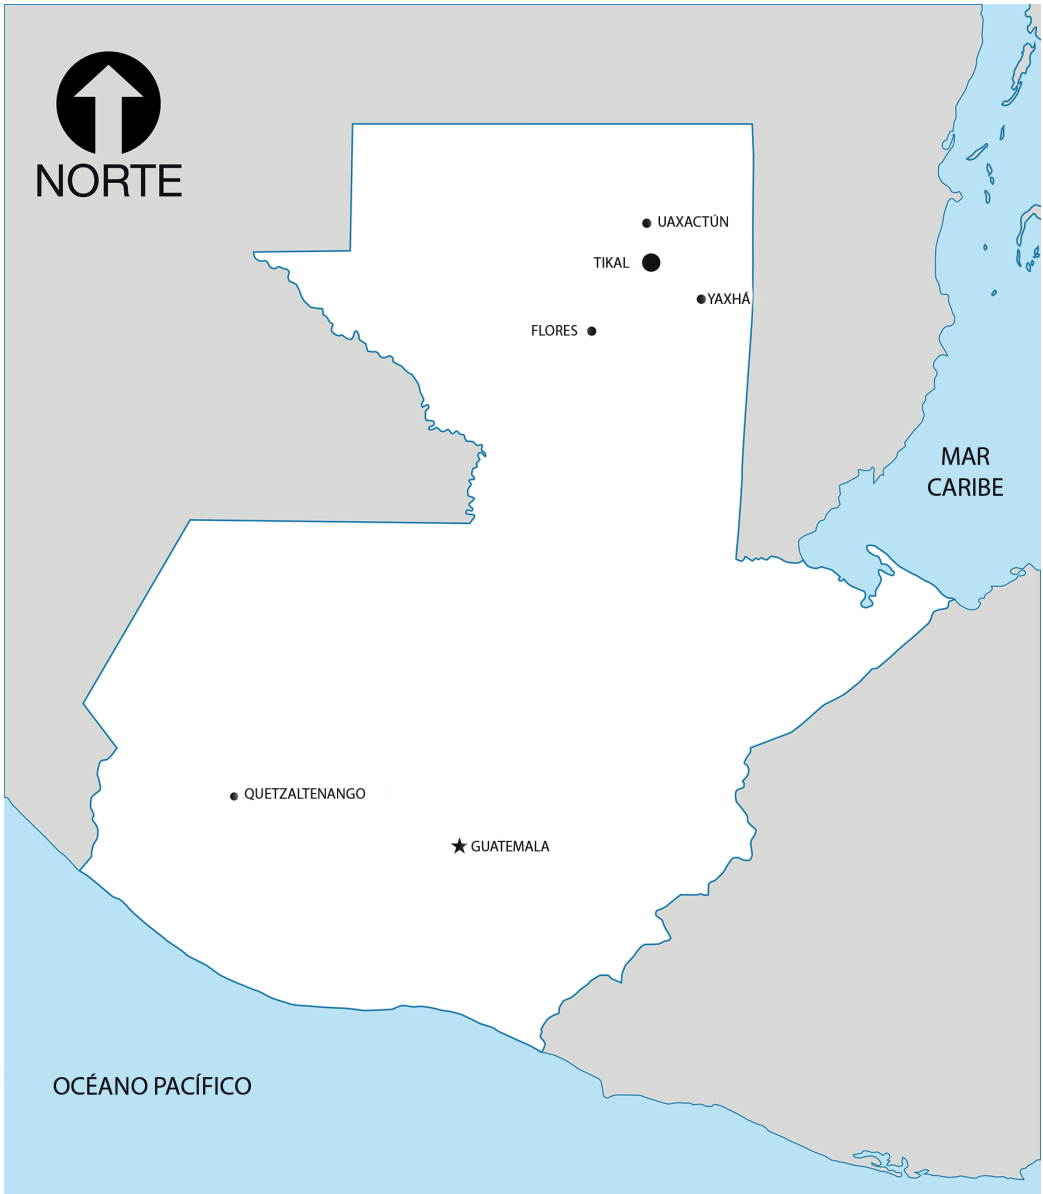 NORTE
UAXACTÚN
TIKAL
YAXHÁ
FLORES
MAR
CARIBE
QUETZALTENANGO
GUATEMALA
OCÉANO PACÍFICO